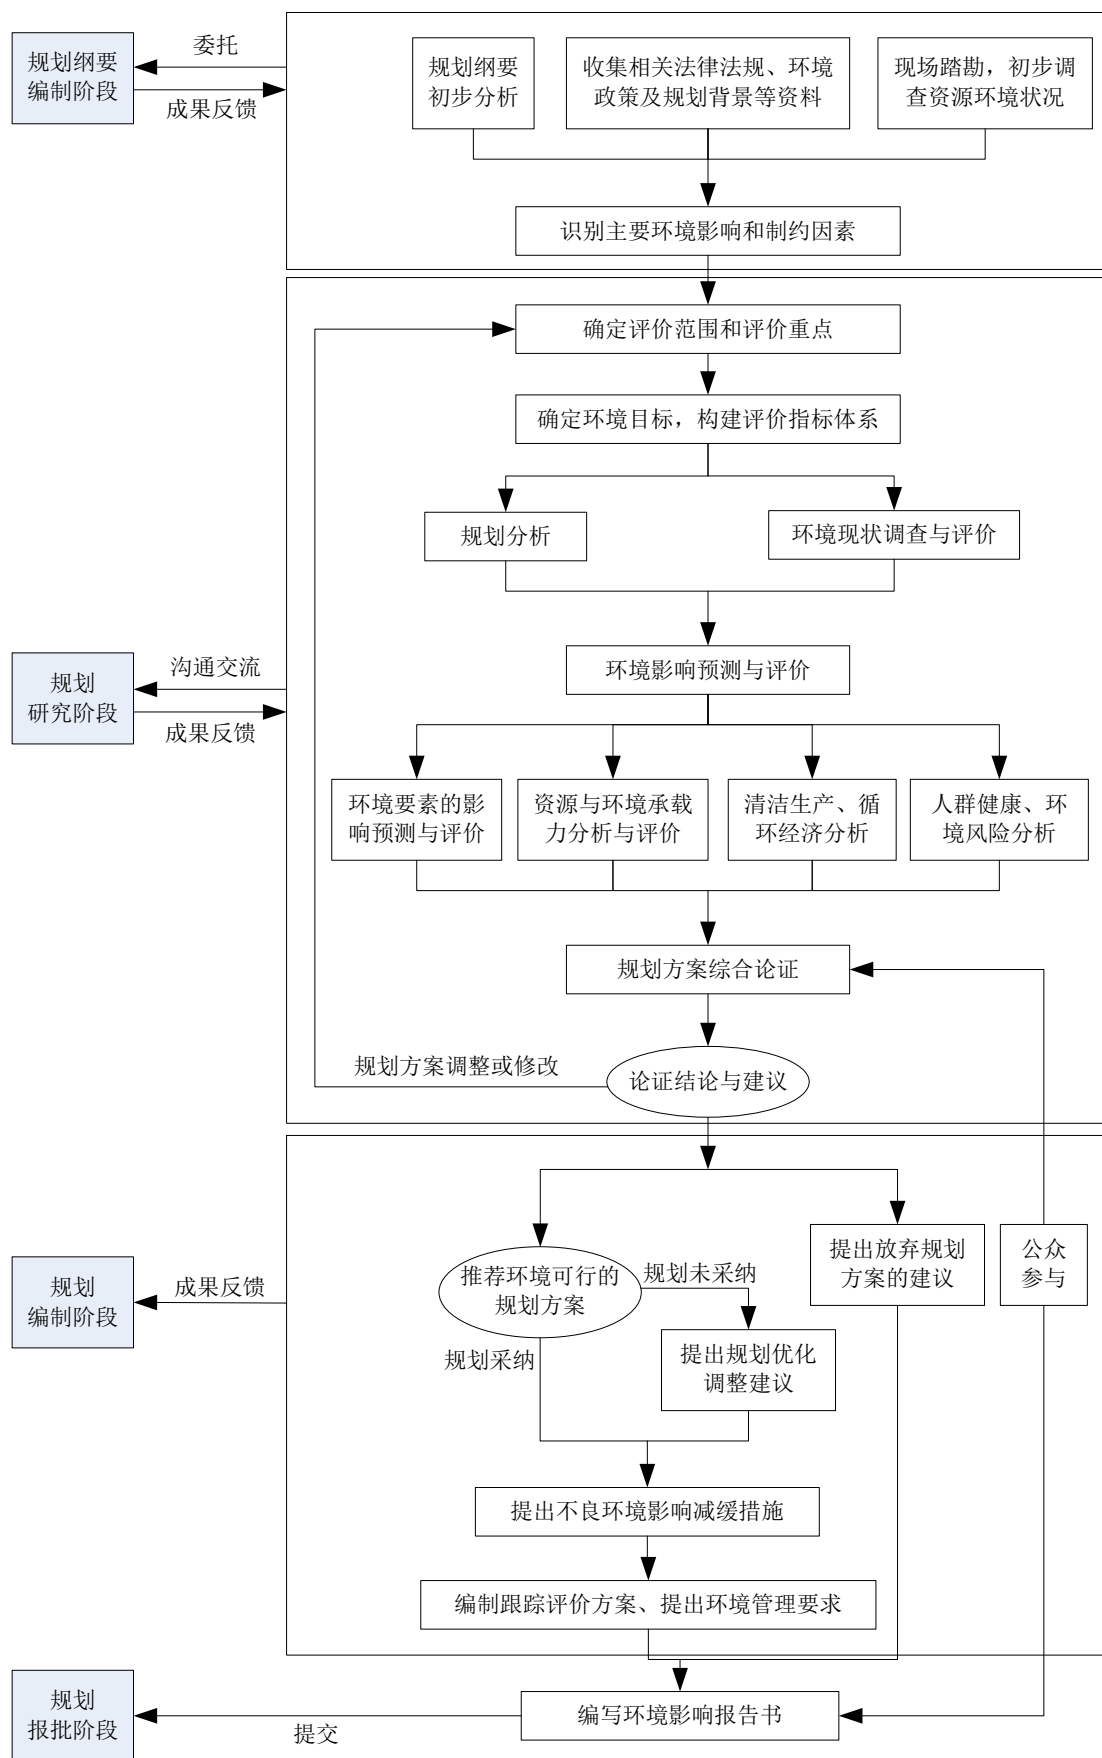 规划纲要
编制阶段
委托
成果反馈
规划纲要
初步分析
收集相关法律法规、环境
政策及规划背景等资料
现场踏勘，初步调
查资源环境状况
识别主要环境影响和制约因素
确定评价范围和评价重点
确定环境目标，构建评价指标体系
规划分析
环境现状调查与评价
环境影响预测与评价
规划
研究阶段
沟通交流
成果反馈
环境要素的影
响预测与评价
资源与环境承载
力分析与评价
清洁生产、循
环经济分析
人群健康、环
境风险分析
规划方案综合论证
规划方案调整或修改
论证结论与建议
规划
编制阶段
成果反馈
推荐环境可行的
规划方案
规划未采纳
规划采纳
提出规划优化
调整建议
提出放弃规划
方案的建议
公众
参与
提出不良环境影响减缓措施
编制跟踪评价方案、提出环境管理要求
规划
报批阶段
提交
编写环境影响报告书